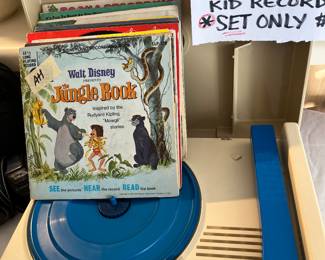 KID RECORD
* SET ONLY #
AH
Walt Disney
PRESENTS
The Jungle Book
Inspired by the
Rudyard Kipling
"Mowgli"
stories
SEE the pictures HEAR the record READ the book